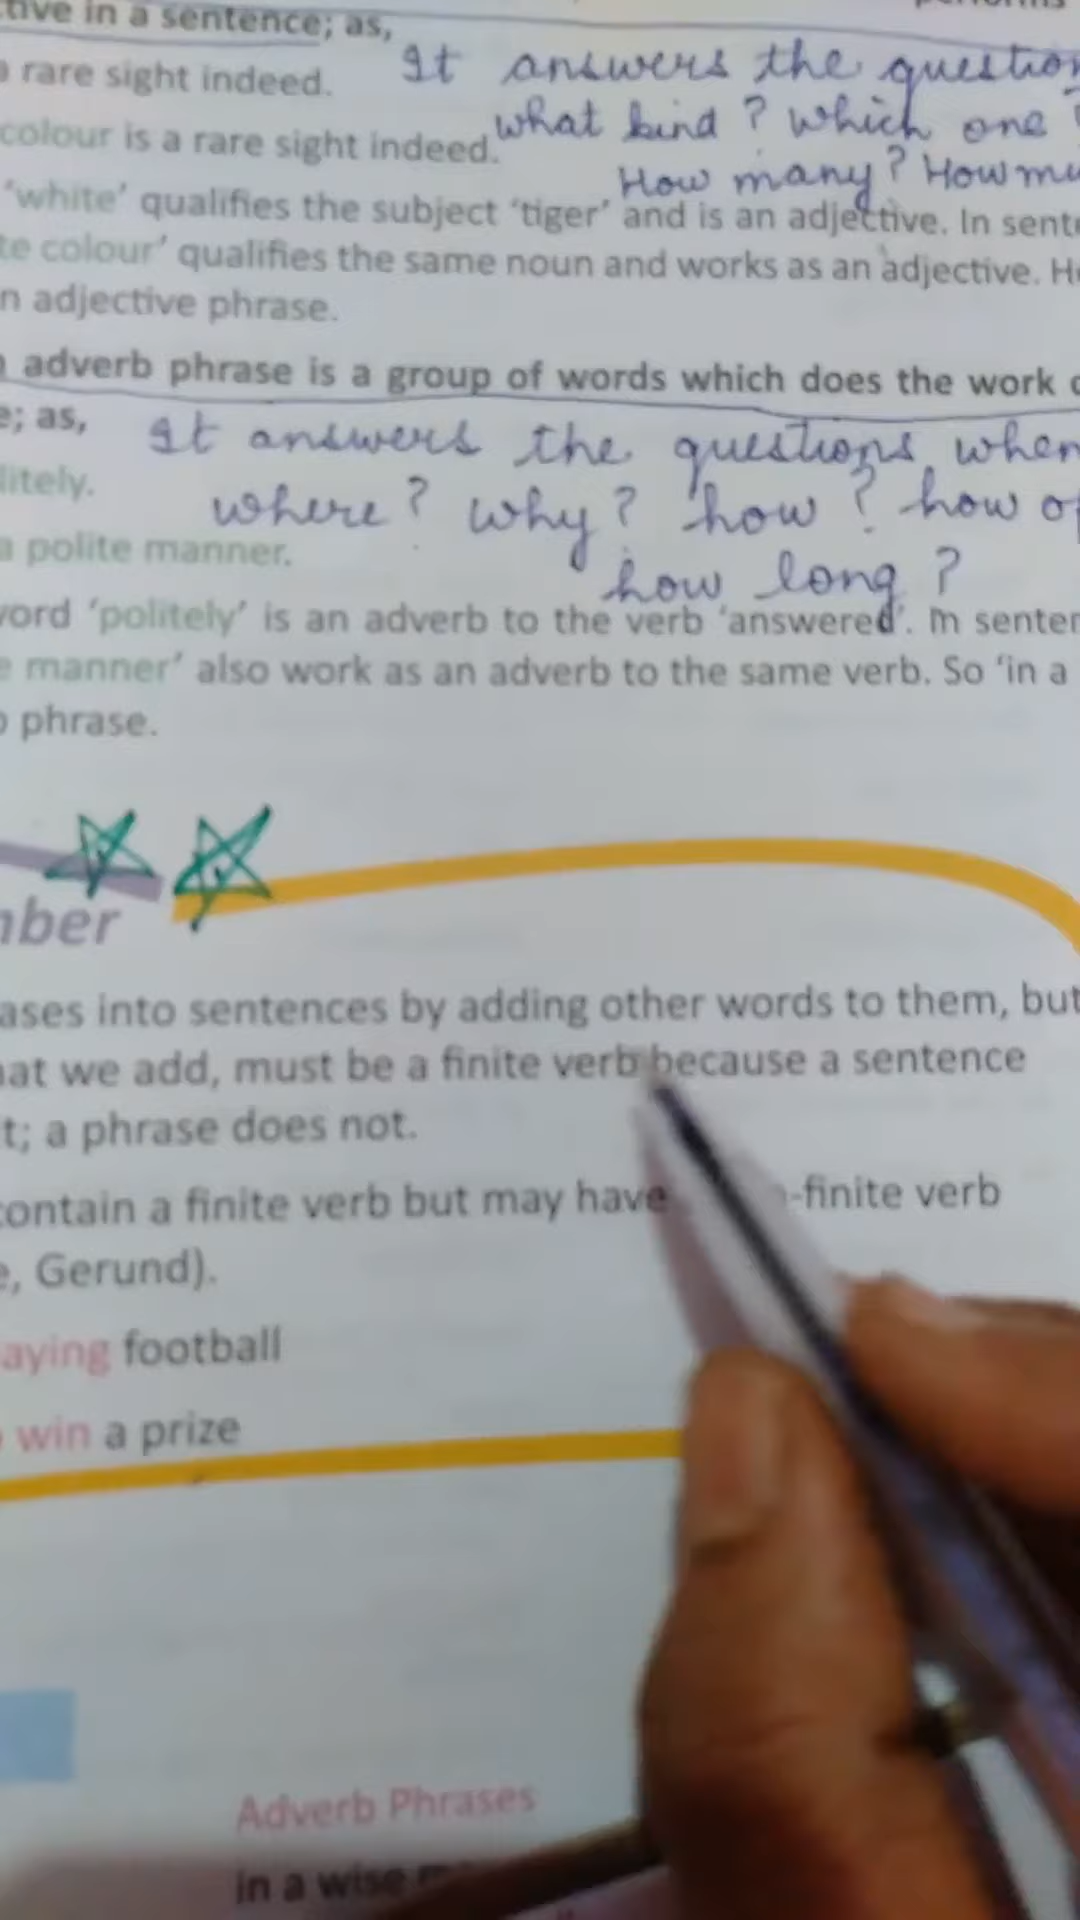 tive in a sentence; as,
rare sight indeed. It answers the question
what kind ? which one ?
colour is a rare sight indeed.
How many? How mu
'white' qualifies the subject 'tiger' and is an adjective. In sent
te colour' qualifies the same noun and works as an adjective. H
n adjective phrase.
adverb phrase is a group of words which does the work
e; as, It answers the questions when
litely. where? why? how? how of
a polite manner.
how long ?
word 'politely' is an adverb to the verb 'answered'. In senten
e manner' also work as an adverb to the same verb. So 'in a
phrase.
mber
ases into sentences by adding other words to them, but
hat we add, must be a finite verb because a sentence
t; a phrase does not.
contain a finite verb but may have -finite verb
e, Gerund).
aying football
win a prize
Adverb Phrases
in a wise